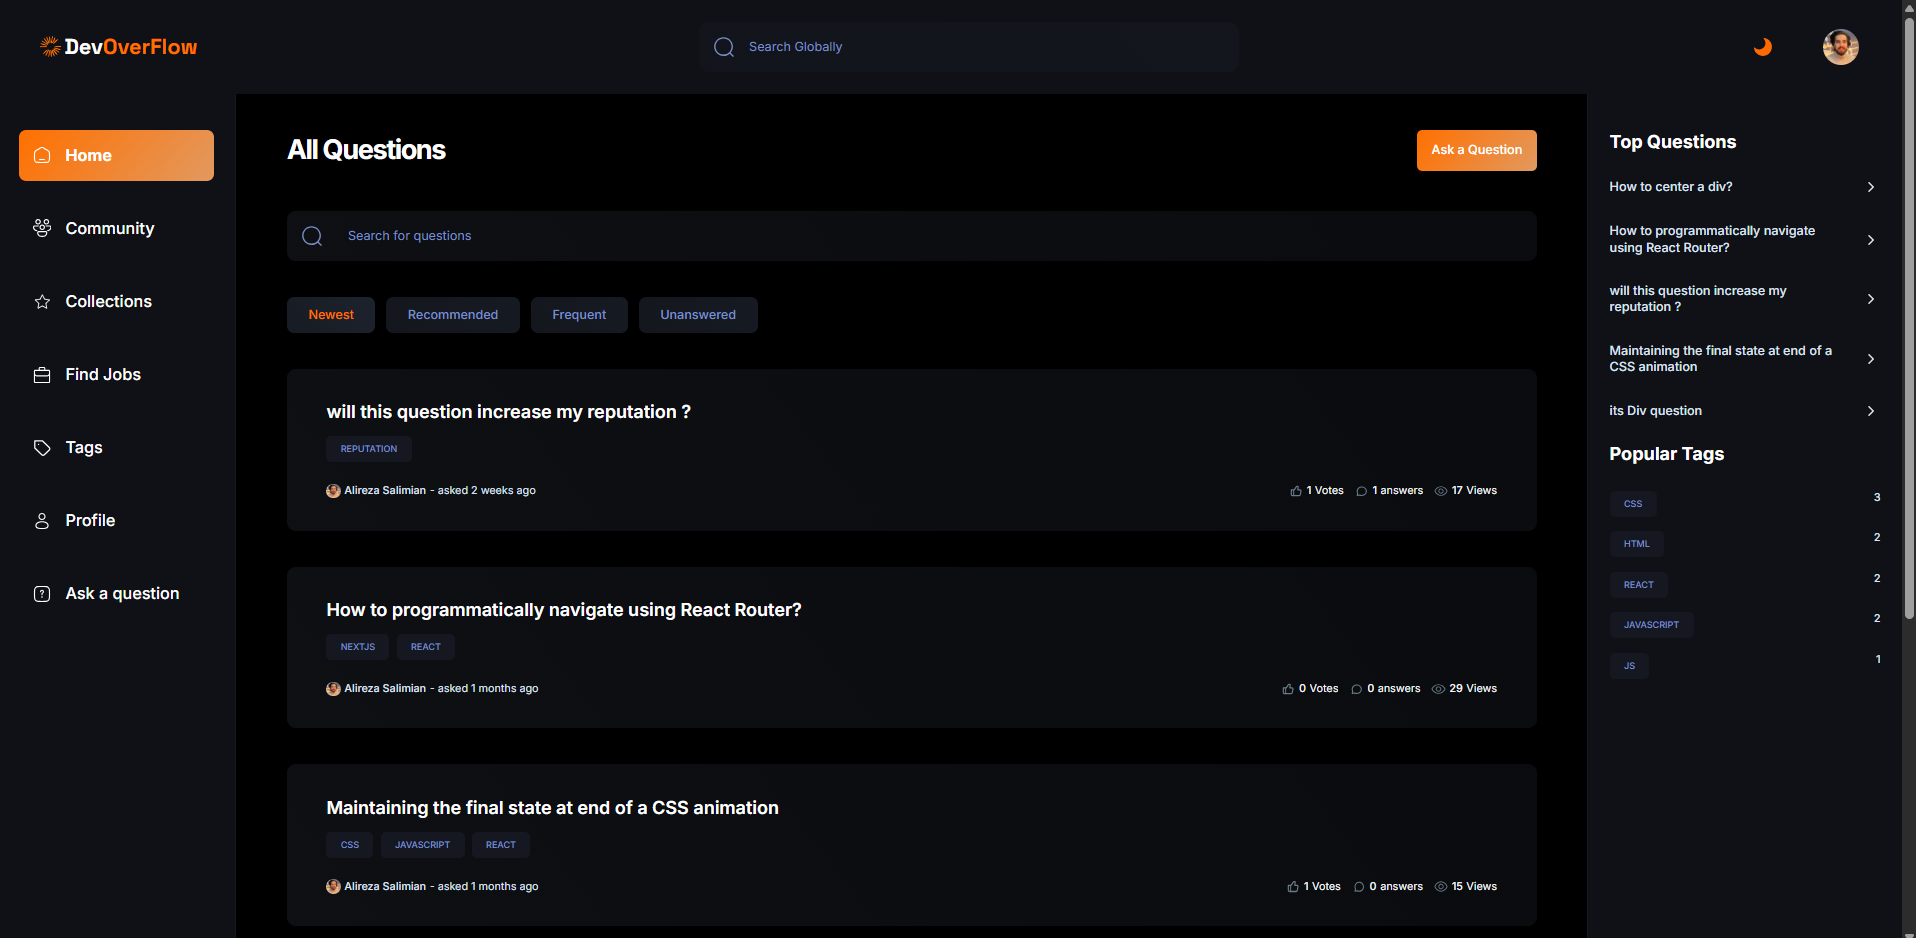 DevOverFlow
Search Globally
Home
Community
Collections
Find Jobs
Tags
Profile
Ask a question
All Questions
Ask a Question
Search for questions
Newest
Recommended
Frequent
Unanswered
will this question increase my reputation ?
REPUTATION
Alireza Salimian - asked 2 weeks ago
1 Votes
1 answers
17 Views
How to programmatically navigate using React Router?
NEXTJS
REACT
Alireza Salimian - asked 1 months ago
0 Votes
0 answers
29 Views
Maintaining the final state at end of a CSS animation
CSS
JAVASCRIPT
REACT
Alireza Salimian - asked 1 months ago
1 Votes
0 answers
15 Views
Top Questions
How to center a div?
How to programmatically navigate
using React Router?
will this question increase my
reputation ?
Maintaining the final state at end of a
CSS animation
its Div question
Popular Tags
CSS 3
HTML 2
REACT 2
JAVASCRIPT 2
JS 1